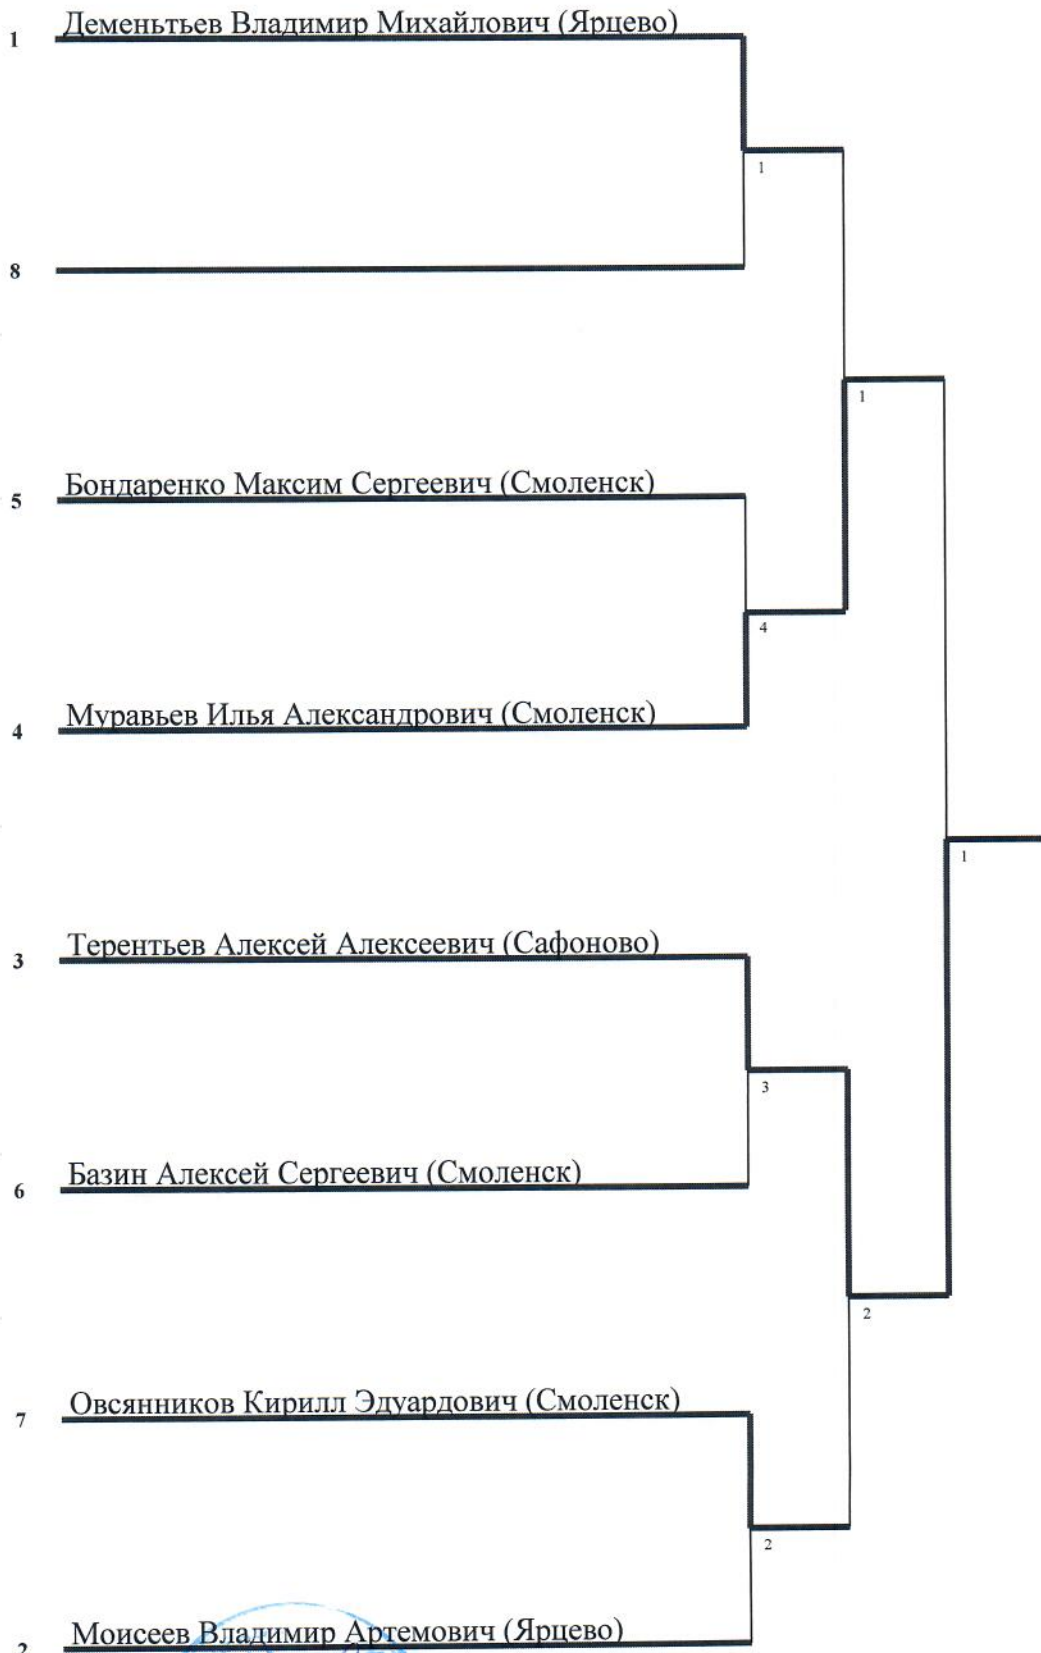 1 Деменьтьев Владимир Михайлович (Ярцево)
1
8
1
5 Бондаренко Максим Сергеевич (Смоленск)
4
4 Муравьев Илья Александрович (Смоленск)
1
3 Терентьев Алексей Алексеевич (Сафоново)
3
6 Базин Алексей Сергеевич (Смоленск)
2
7 Овсянников Кирилл Эдуардович (Смоленск)
2
2 Моисеев Владимир Артемович (Ярцево)